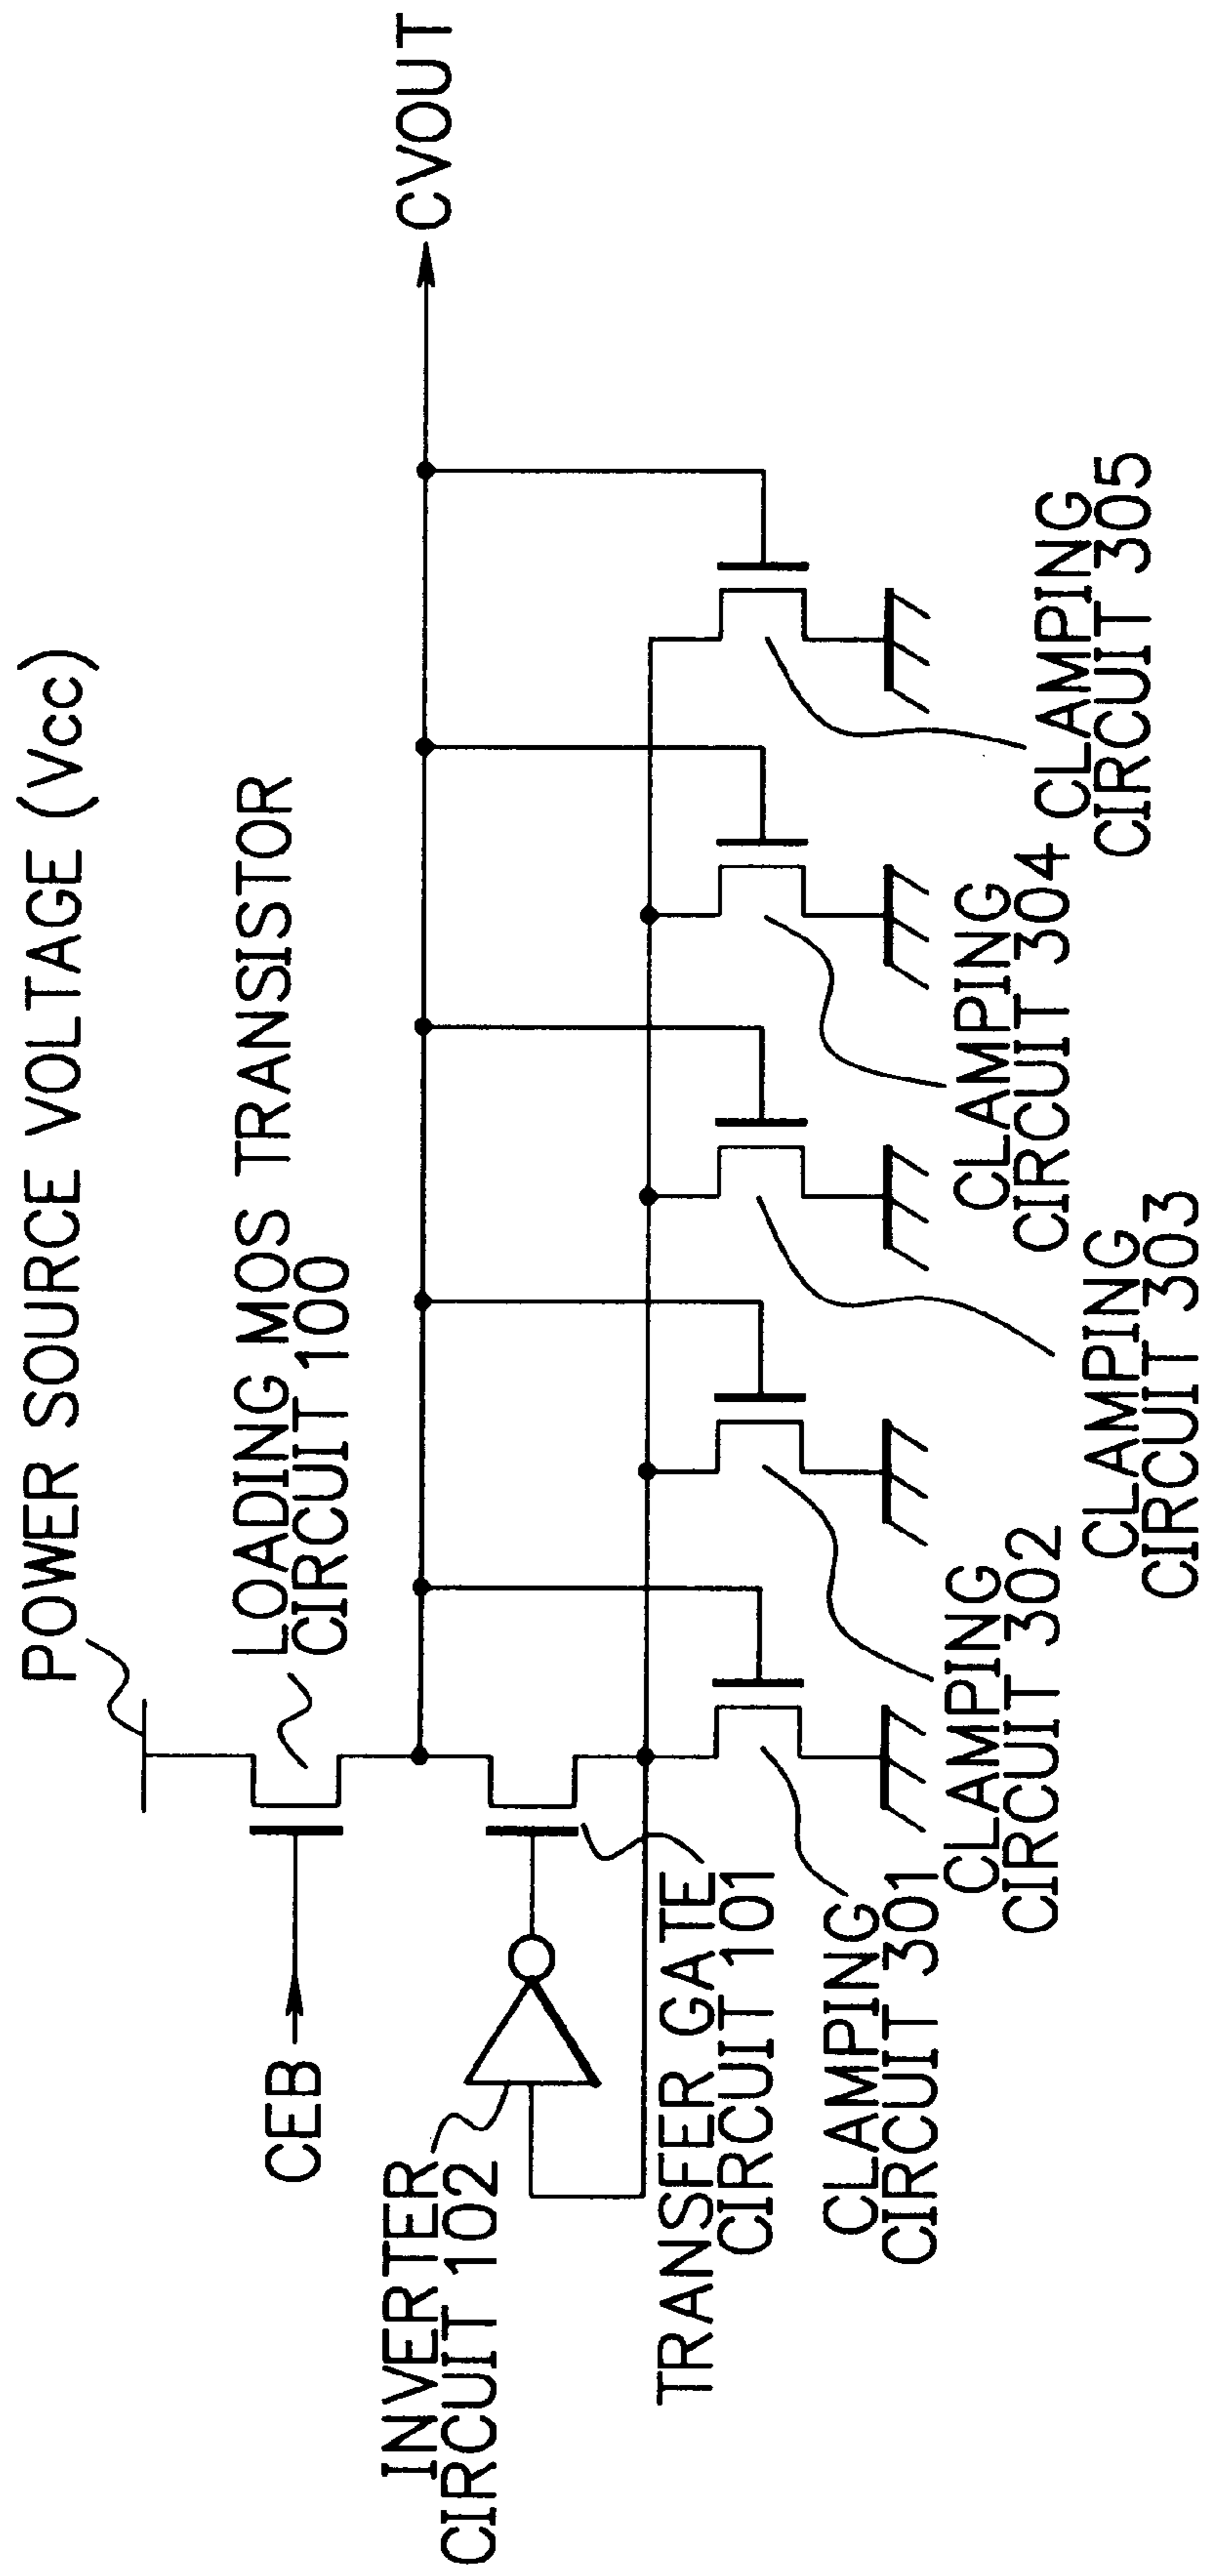 POWER SOURCE VOLTAGE (Vcc)
LOADING MOS TRANSISTOR
CIRCUIT 100
CEB
CVOUT
INVERTER
CIRCUIT 102
TRANSFER GATE
CIRCUIT 101
CLAMPING
CIRCUIT 301
CLAMPING
CIRCUIT 302
CLAMPING
CIRCUIT 303
CLAMPING
CIRCUIT 304
CLAMPING
CIRCUIT 305